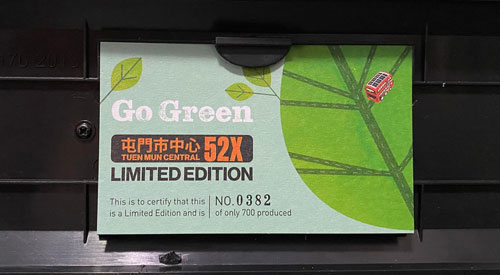 Go Green
屯門市中心 52X
TUEN MUN CENTRAL
LIMITED EDITION
This is to certify that this
is a Limited Edition and is
NO.0382
of only 700 produced